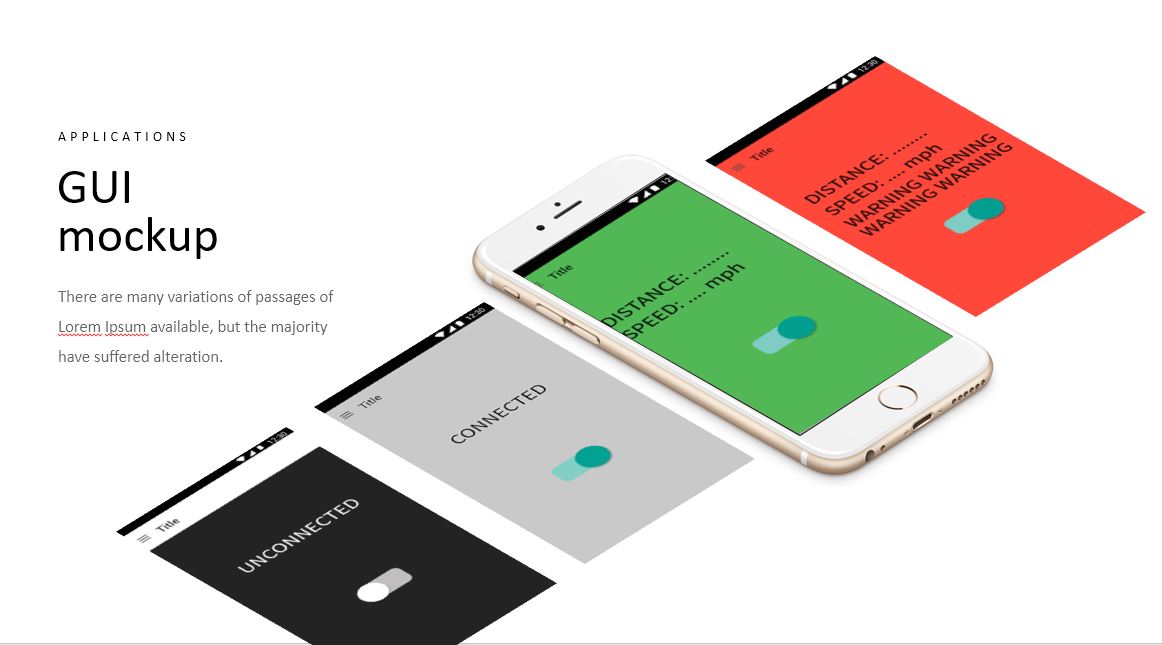 APPLICATIONS
GUI
mockup
There are many variations of passages of
Lorem Ipsum available, but the majority
have suffered alteration.
12:30
Title
UNCONNECTED
12:30
Title
CONNECTED
12
Title
DISTANCE: ........
SPEED: .... mph
12:30
Title
DISTANCE: ........
SPEED: .... mph
WARNING WARNING
WARNING WARNING